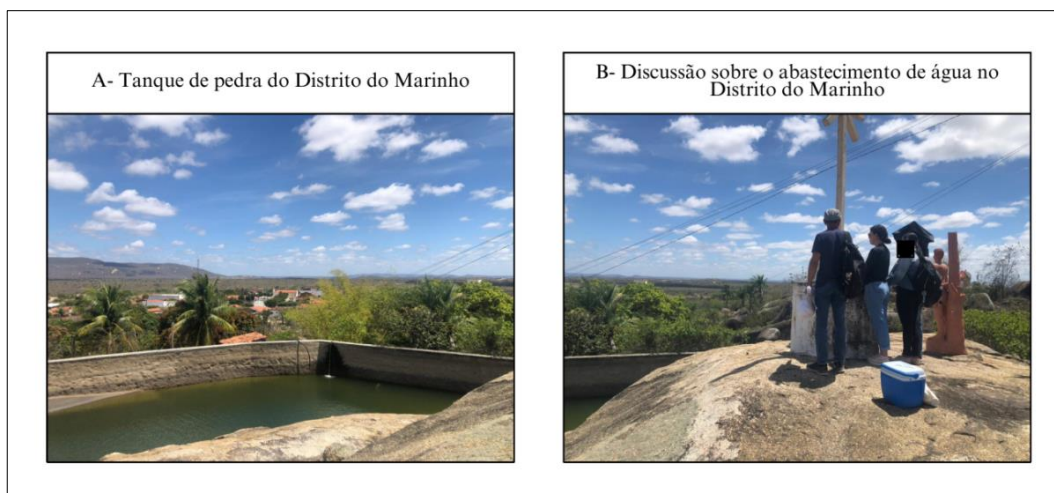 A- Tanque de pedra do Distrito do Marinho
B- Discussão sobre o abastecimento de água no
Distrito do Marinho